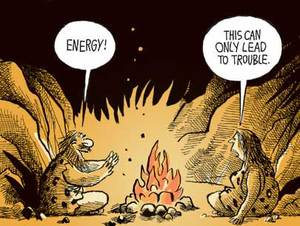 ENERGY!
THIS CAN
ONLY LEAD
TO TROUBLE.